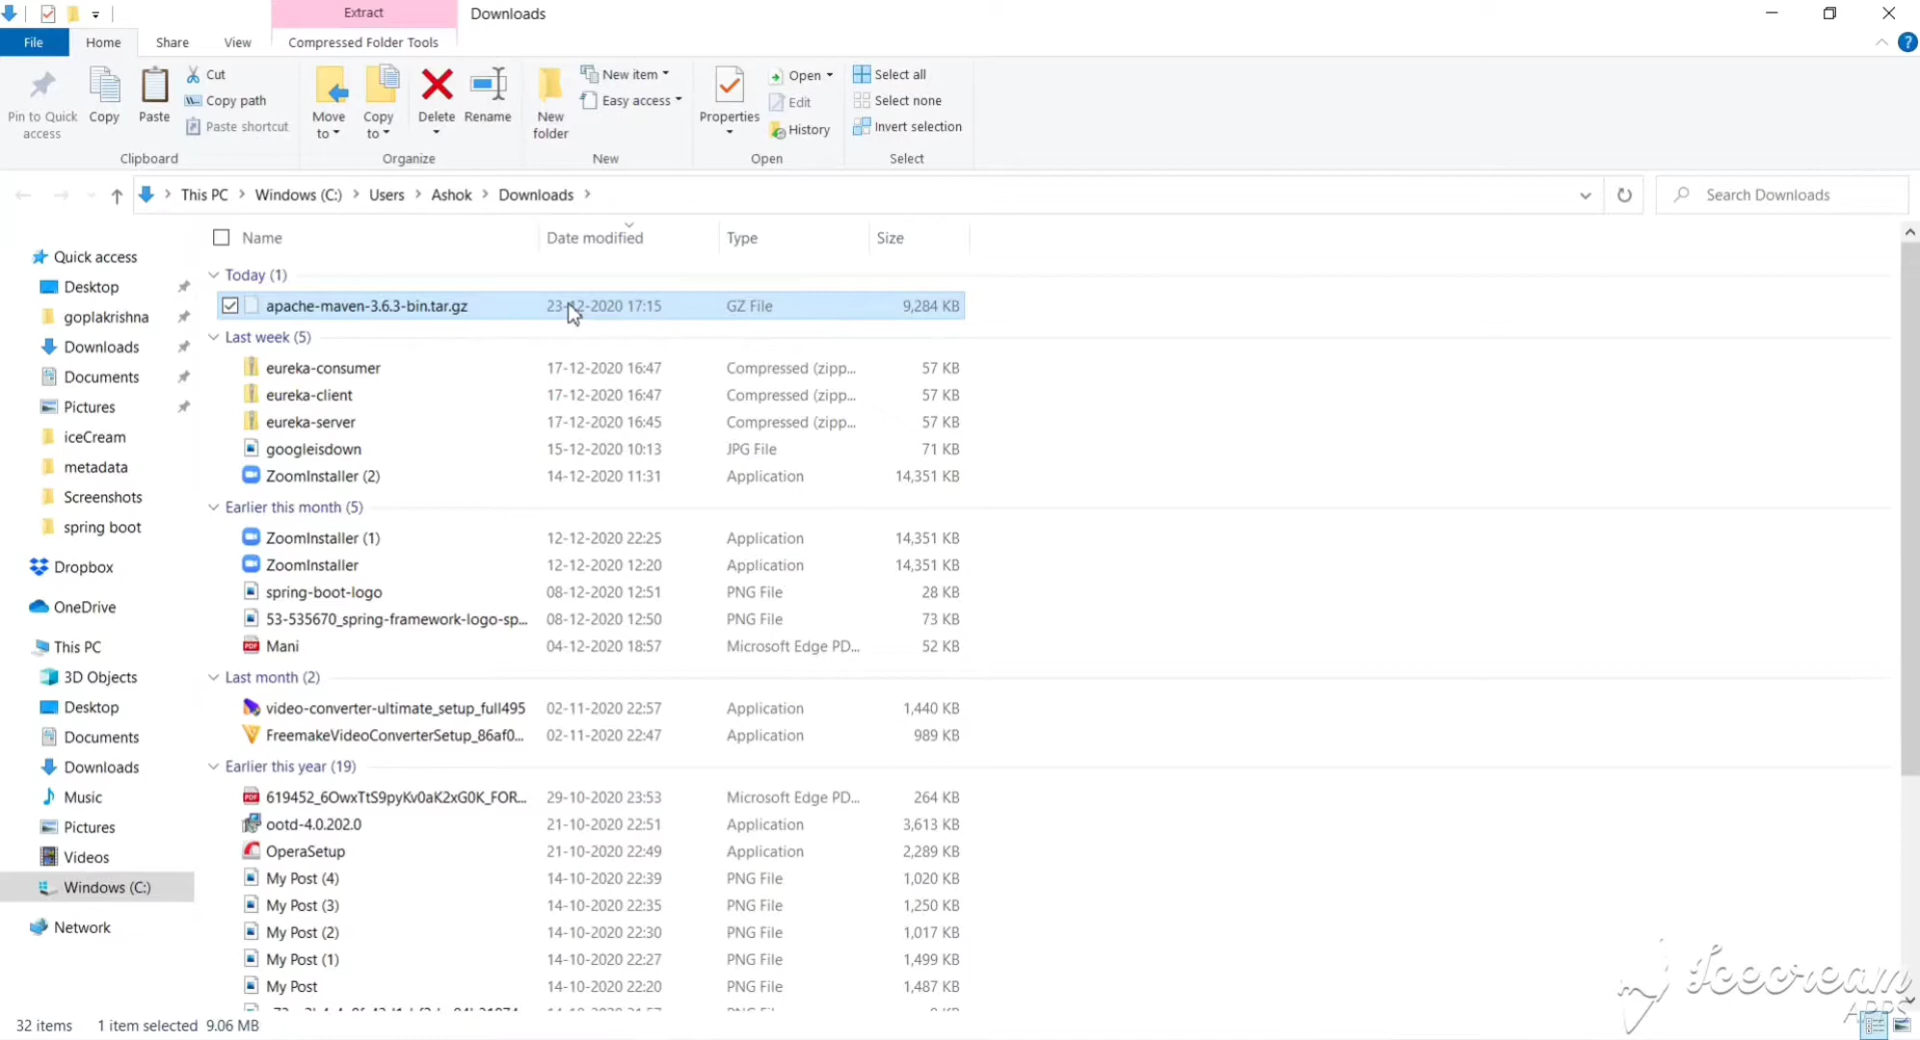 Extract
Downloads
File
Home
Share
View
Compressed Folder Tools
Pin to Quick access
Copy
Paste
Cut
Copy path
Paste shortcut
Clipboard
Move to
Copy to
Delete
Rename
Organize
New folder
New item
Easy access
New
Properties
Open
Edit
History
Open
Select all
Select none
Invert selection
Select
This PC > Windows (C:) > Users > Ashok > Downloads >
Search Downloads
Quick access
Desktop
goplakrishna
Downloads
Documents
Pictures
iceCream
metadata
Screenshots
spring boot
Dropbox
OneDrive
This PC
3D Objects
Desktop
Documents
Downloads
Music
Pictures
Videos
Windows (C:)
Network
Name Date modified Type Size
Today (1)
apache-maven-3.6.3-bin.tar.gz 23-12-2020 17:15 GZ File 9,284 KB
Last week (5)
eureka-consumer 17-12-2020 16:47 Compressed (zipp... 57 KB
eureka-client 17-12-2020 16:47 Compressed (zipp... 57 KB
eureka-server 17-12-2020 16:45 Compressed (zipp... 57 KB
googleisdown 15-12-2020 10:13 JPG File 71 KB
ZoomInstaller (2) 14-12-2020 11:31 Application 14,351 KB
Earlier this month (5)
ZoomInstaller (1) 12-12-2020 22:25 Application 14,351 KB
ZoomInstaller 12-12-2020 12:20 Application 14,351 KB
spring-boot-logo 08-12-2020 12:51 PNG File 28 KB
53-535670_spring-framework-logo-sp... 08-12-2020 12:50 PNG File 73 KB
Mani 04-12-2020 18:57 Microsoft Edge PD... 52 KB
Last month (2)
video-converter-ultimate_setup_full495 02-11-2020 22:57 Application 1,440 KB
FreemakeVideoConverterSetup_86af0... 02-11-2020 22:47 Application 989 KB
Earlier this year (19)
619452_6OwxTtS9pyKv0aK2xG0K_FOR... 29-10-2020 23:53 Microsoft Edge PD... 264 KB
ootd-4.0.202.0 21-10-2020 22:51 Application 3,613 KB
OperaSetup 21-10-2020 22:49 Application 2,289 KB
My Post (4) 14-10-2020 22:39 PNG File 1,020 KB
My Post (3) 14-10-2020 22:35 PNG File 1,250 KB
My Post (2) 14-10-2020 22:30 PNG File 1,017 KB
My Post (1) 14-10-2020 22:27 PNG File 1,499 KB
My Post 14-10-2020 22:20 PNG File 1,487 KB
Icecream
APPS
32 items 1 item selected 9.06 MB